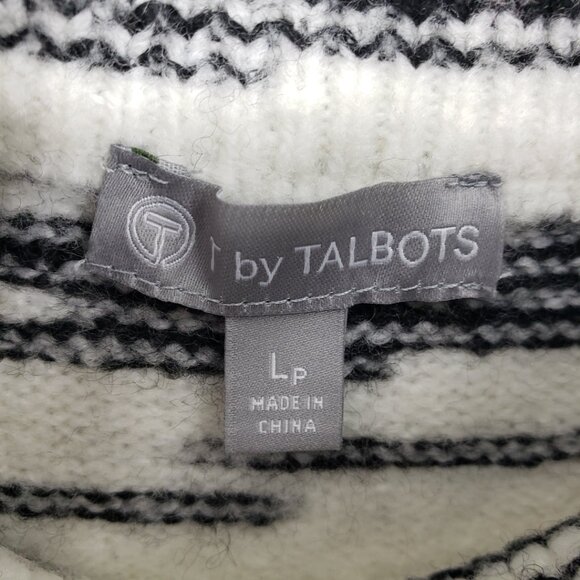 T T by TALBOTS
LP
MADE IN
CHINA